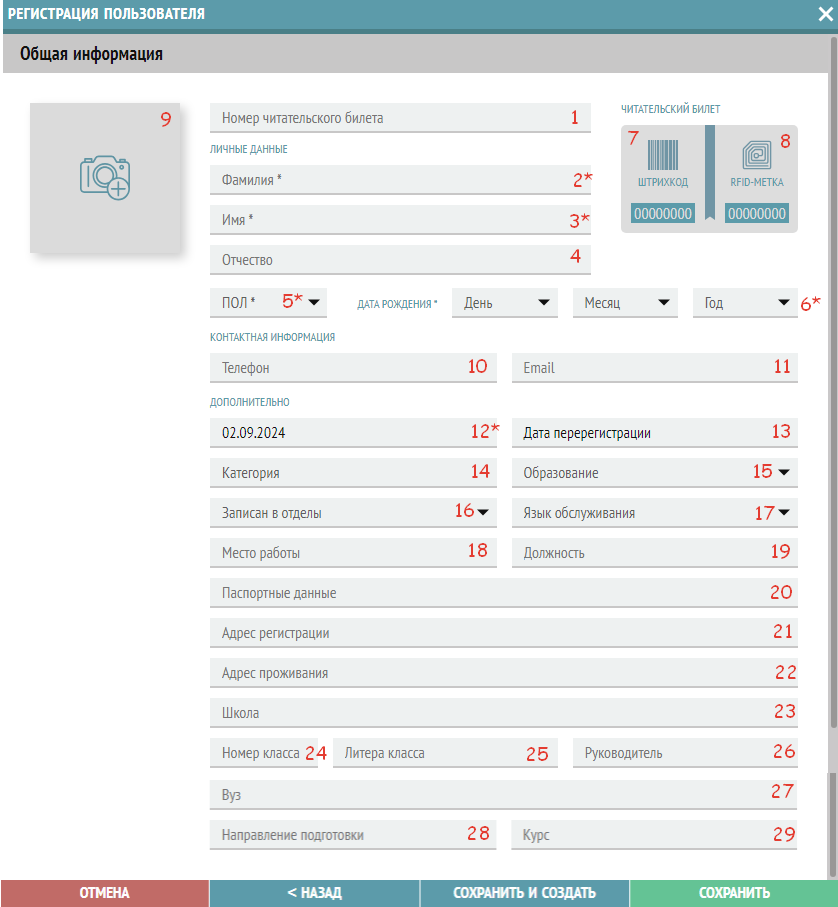 РЕГИСТРАЦИЯ ПОЛЬЗОВАТЕЛЯ
Общая информация
9
Номер читательского билета 1
ЧИТАТЕЛЬСКИЙ БИЛЕТ
7 ШТРИХКОД 00000000
8 RFID-МЕТКА 00000000
ЛИЧНЫЕ ДАННЫЕ
Фамилия * 2*
Имя * 3*
Отчество 4
ПОЛ * 5* ДАТА РОЖДЕНИЯ * День Месяц Год 6*
КОНТАКТНАЯ ИНФОРМАЦИЯ
Телефон 10 Email 11
ДОПОЛНИТЕЛЬНО
02.09.2024 12* Дата перерегистрации 13
Категория 14 Образование 15
Записан в отделы 16 Язык обслуживания 17
Место работы 18 Должность 19
Паспортные данные 20
Адрес регистрации 21
Адрес проживания 22
Школа 23
Номер класса 24 Литера класса 25 Руководитель 26
Вуз 27
Направление подготовки 28 Курс 29
ОТМЕНА < НАЗАД СОХРАНИТЬ И СОЗДАТЬ СОХРАНИТЬ